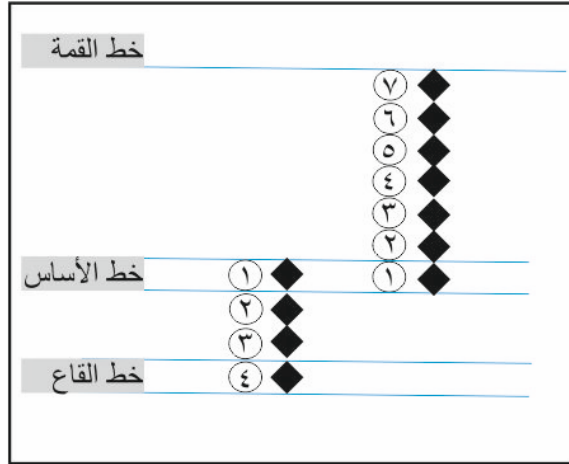 خط القمة
٧
٦
٥
٤
٣
٢
خط الأساس ١ ١
٢
٣
خط القاع ٤